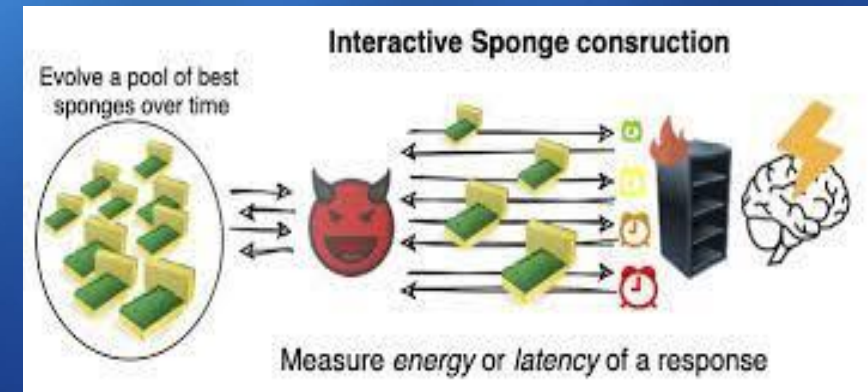 Interactive Sponge consruction
Evolve a pool of best
sponges over time
Measure energy or latency of a response